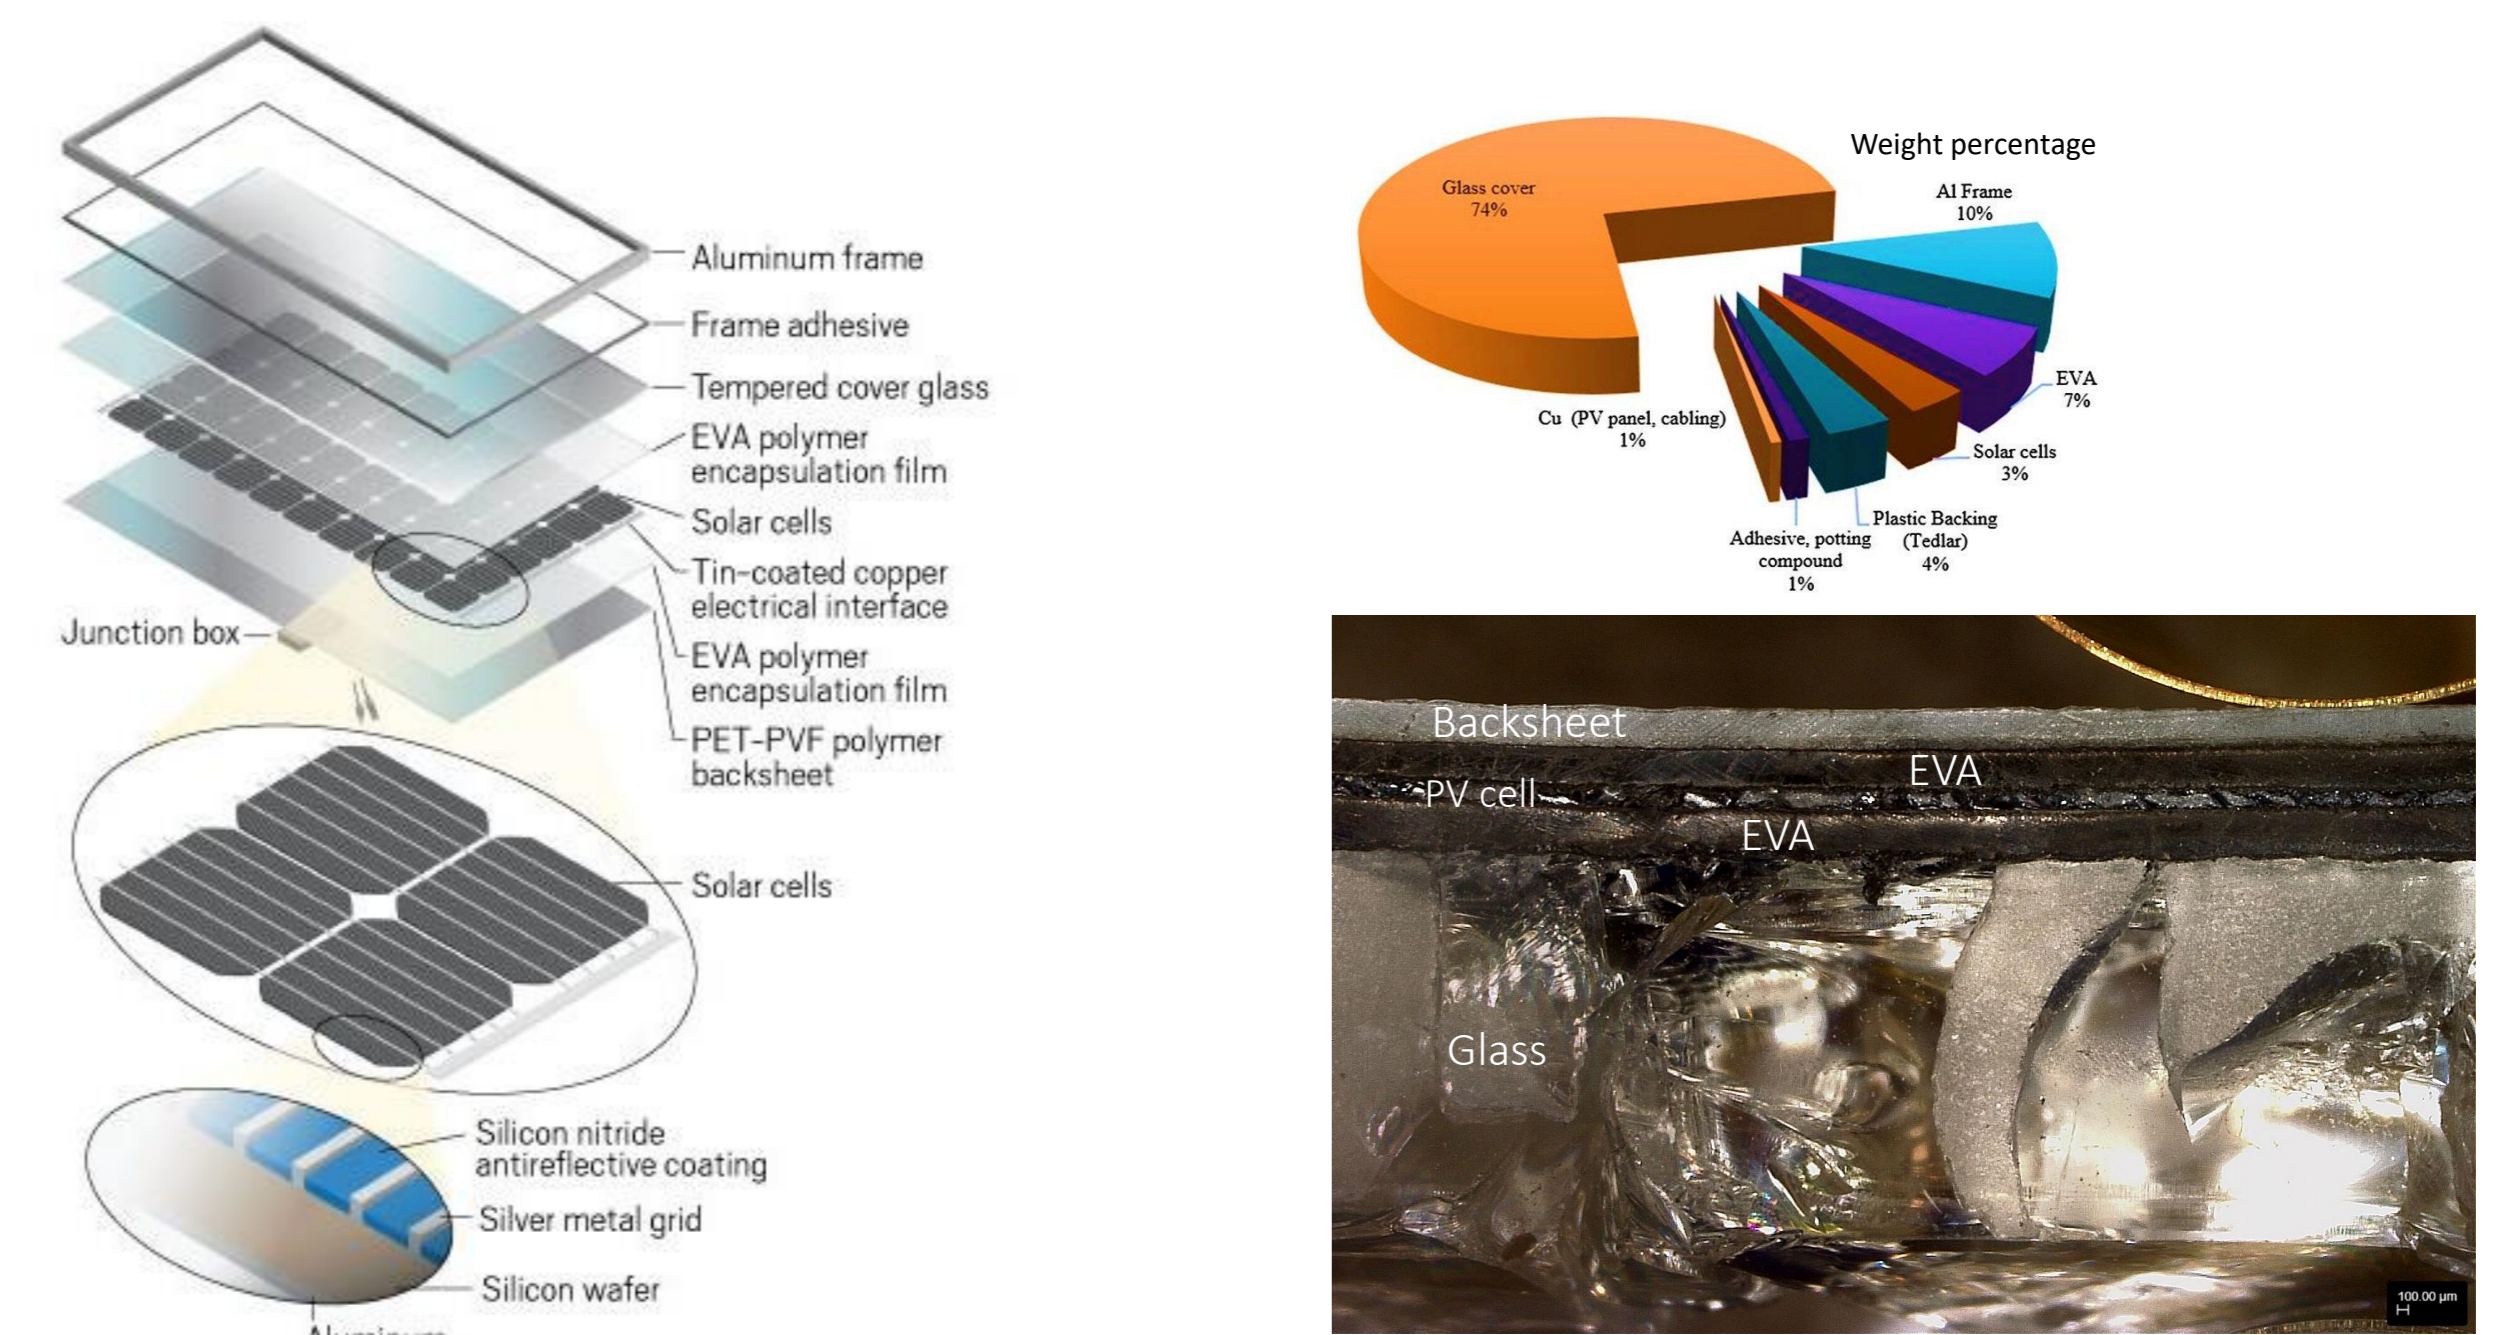 Aluminum frame
Frame adhesive
Tempered cover glass
EVA polymer
encapsulation film
Solar cells
Tin-coated copper
electrical interface
Junction box
EVA polymer
encapsulation film
PET-PVF polymer
backsheet
Solar cells
Silicon nitride
antireflective coating
Silver metal grid
Silicon wafer
Aluminum
Weight percentage
Glass cover
74%
Al Frame
10%
EVA
7%
Cu (PV panel, cabling)
1%
Solar cells
3%
Plastic Backing
(Tedlar)
4%
Adhesive, potting
compound
1%
Backsheet
EVA
PV cell
EVA
Glass
100.00 µm